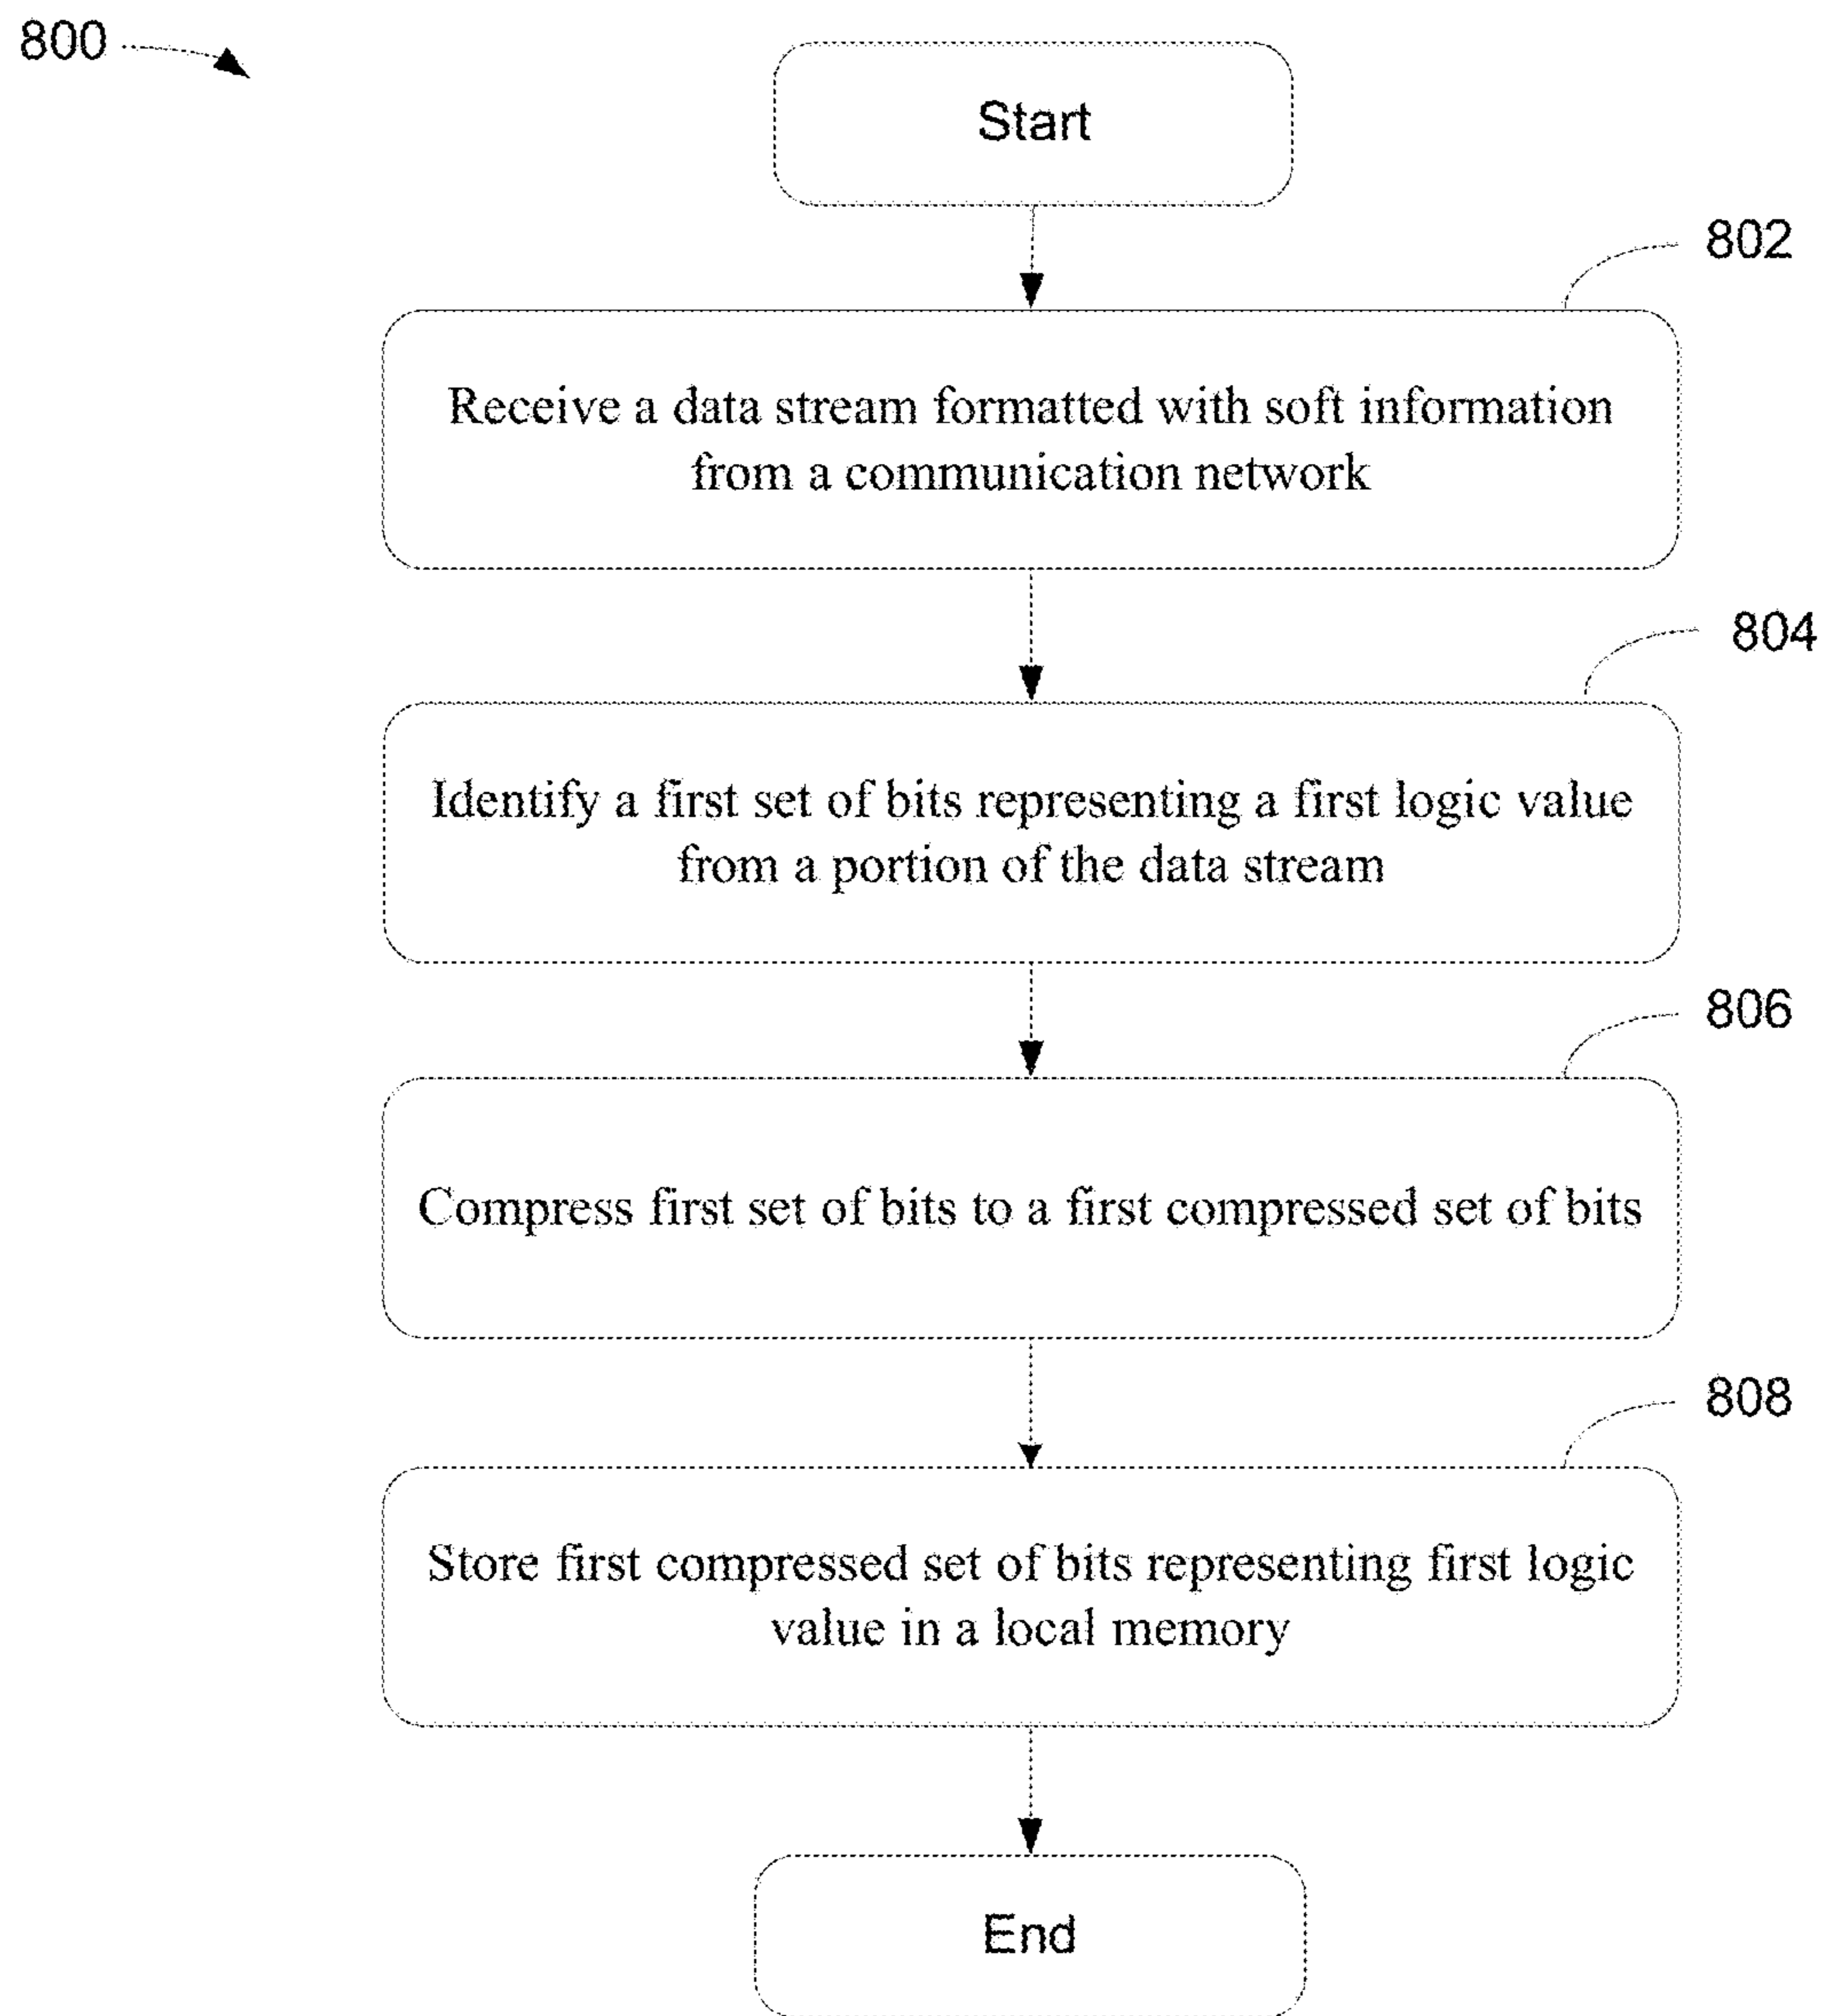 800
Start
802
Receive a data stream formatted with soft information
from a communication network
804
Identify a first set of bits representing a first logic value
from a portion of the data stream
806
Compress first set of bits to a first compressed set of bits
808
Store first compressed set of bits representing first logic
value in a local memory
End